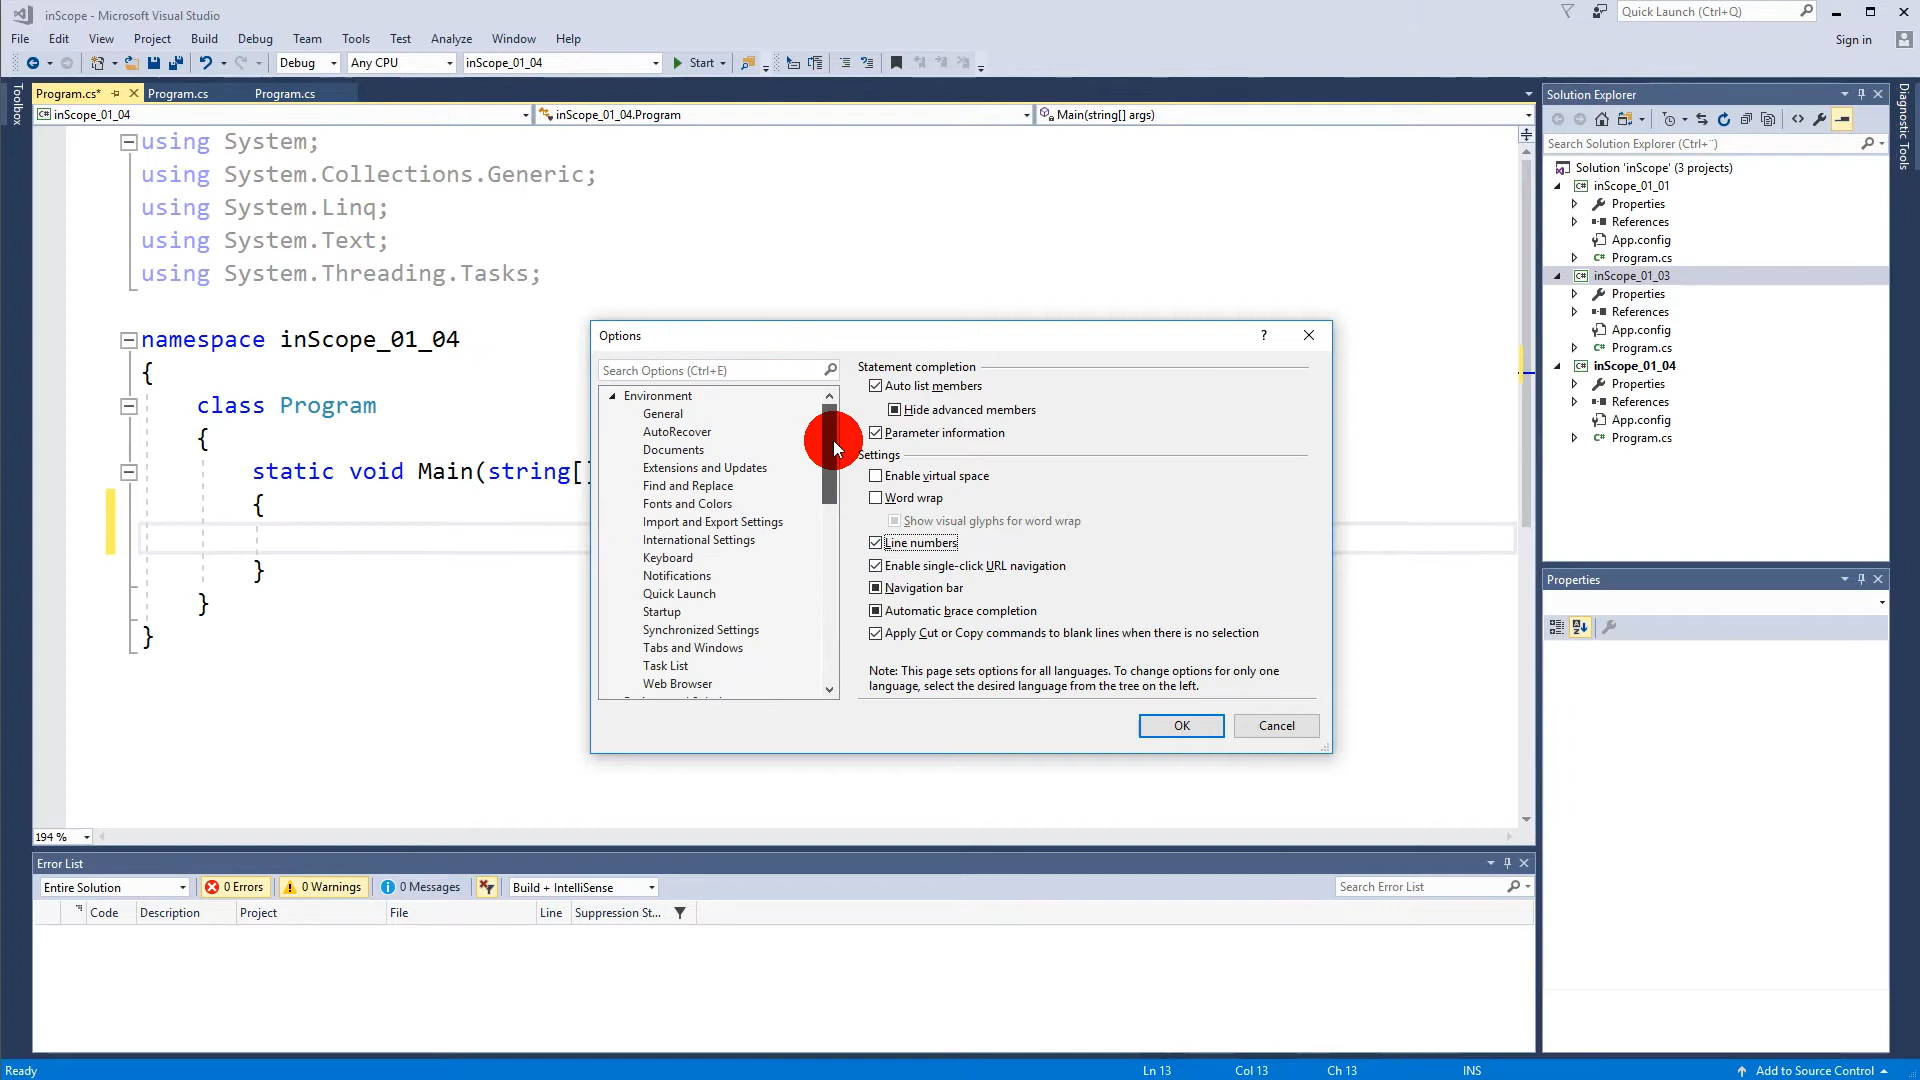 inScope - Microsoft Visual Studio
Quick Launch (Ctrl+Q)
File Edit View Project Build Debug Team Tools Test Analyze Window Help
Sign in
Debug Any CPU inScope_01_04 Start
Toolbox
Program.cs* Program.cs Program.cs
inScope_01_04 inScope_01_04.Program Main(string[] args)
using System;
using System.Collections.Generic;
using System.Linq;
using System.Text;
using System.Threading.Tasks;
namespace inScope_01_04
{
class Program
{
static void Main(string[]
{
}
}
}
194 %
Options
Search Options (Ctrl+E)
Environment
General
AutoRecover
Documents
Extensions and Updates
Find and Replace
Fonts and Colors
Import and Export Settings
International Settings
Keyboard
Notifications
Quick Launch
Startup
Synchronized Settings
Tabs and Windows
Task List
Web Browser
Statement completion
Auto list members
Hide advanced members
Parameter information
Settings
Enable virtual space
Word wrap
Show visual glyphs for word wrap
Line numbers
Enable single-click URL navigation
Navigation bar
Automatic brace completion
Apply Cut or Copy commands to blank lines when there is no selection
Note: This page sets options for all languages. To change options for only one
language, select the desired language from the tree on the left.
OK Cancel
Solution Explorer
Search Solution Explorer (Ctrl+¨)
Solution 'inScope' (3 projects)
inScope_01_01
Properties
References
App.config
Program.cs
inScope_01_03
Properties
References
App.config
Program.cs
inScope_01_04
Properties
References
App.config
Program.cs
Diagnostic Tools
Properties
Error List
Entire Solution 0 Errors 0 Warnings 0 Messages Build + IntelliSense Search Error List
Code Description Project File Line Suppression St...
Ready Ln 13 Col 13 Ch 13 INS Add to Source Control